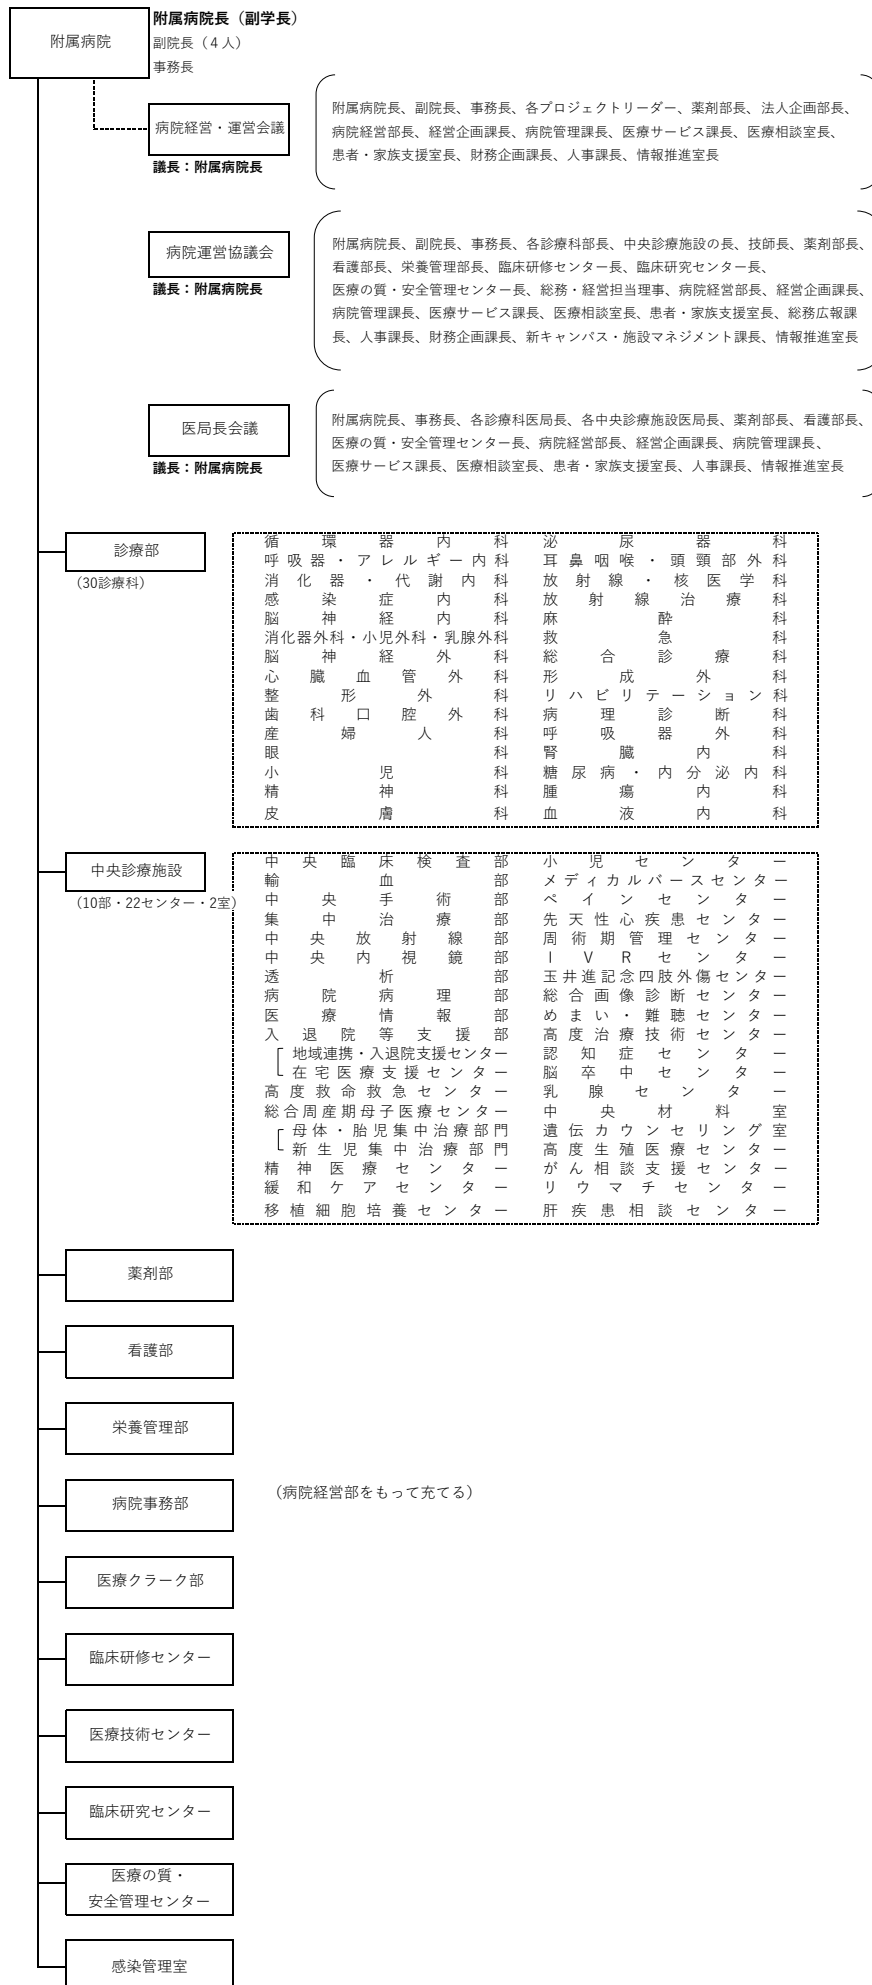 附属病院
附属病院長（副学長）
副院長（４人）
事務長
病院経営・運営会議
議長：附属病院長
附属病院長、副院長、事務長、各プロジェクトリーダー、薬剤部長、法人企画部長、
病院経営部長、経営企画課長、病院管理課長、医療サービス課長、医療相談室長、
患者・家族支援室長、財務企画課長、人事課長、情報推進室長
病院運営協議会
議長：附属病院長
附属病院長、副院長、事務長、各診療科部長、中央診療施設の長、技師長、薬剤部長、
看護部長、栄養管理部長、臨床研修センター長、臨床研究センター長、
医療の質・安全管理センター長、総務・経営担当理事、病院経営部長、経営企画課長、
病院管理課長、医療サービス課長、医療相談室長、患者・家族支援室長、総務広報課
長、人事課長、財務企画課長、新キャンパス・施設マネジメント課長、情報推進室長
医局長会議
議長：附属病院長
附属病院長、事務長、各診療科医局長、各中央診療施設医局長、薬剤部長、看護部長、
医療の質・安全管理センター長、病院経営部長、経営企画課長、病院管理課長、
医療サービス課長、医療相談室長、患者・家族支援室長、人事課長、情報推進室長
診療部
（30診療科）
循環器内科 泌尿器科
呼吸器・アレルギー内科 耳鼻咽喉・頭頸部外科
消化器・代謝内科 放射線・核医学科
感染症内科 放射線治療科
脳神経内科 麻酔科
消化器外科・小児外科・乳腺外科 救急科
脳神経外科 総合診療科
心臓血管外科 形成外科
整形外科 リハビリテーション科
歯科口腔外科 病理診断科
産婦人科 呼吸器外科
眼科 腎臓内科
小児科 糖尿病・内分泌内科
精神科 腫瘍内科
皮膚科 血液内科
中央診療施設
（10部・22センター・2室）
中央臨床検査部 小児センター
輸血部 メディカルバースセンター
中央手術部 ペインセンター
集中治療部 先天性心疾患センター
中央放射線部 周術期管理センター
中央内視鏡部 ＩＶＲセンター
透析部 玉井進記念四肢外傷センター
病院病理部 総合画像診断センター
医療情報部 めまい・難聴センター
入退院等支援部 高度治療技術センター
地域連携・入退院支援センター 認知症センター
在宅医療支援センター 脳卒中センター
高度救命救急センター 乳腺センター
総合周産期母子医療センター 中央材料室
母体・胎児集中治療部門 遺伝カウンセリング室
新生児集中治療部門 高度生殖医療センター
精神医療センター がん相談支援センター
緩和ケアセンター リウマチセンター
移植細胞培養センター 肝疾患相談センター
薬剤部
看護部
栄養管理部
病院事務部
（病院経営部をもって充てる）
医療クラーク部
臨床研修センター
医療技術センター
臨床研究センター
医療の質・
安全管理センター
感染管理室